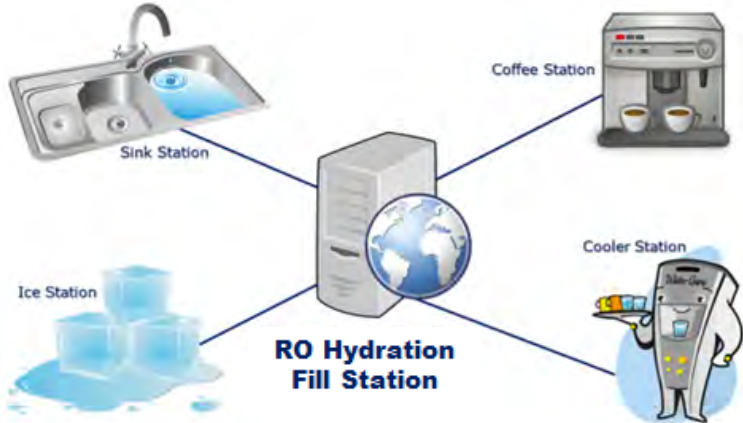 Coffee Station
Sink Station
Cooler Station
Ice Station
RO Hydration
Fill Station